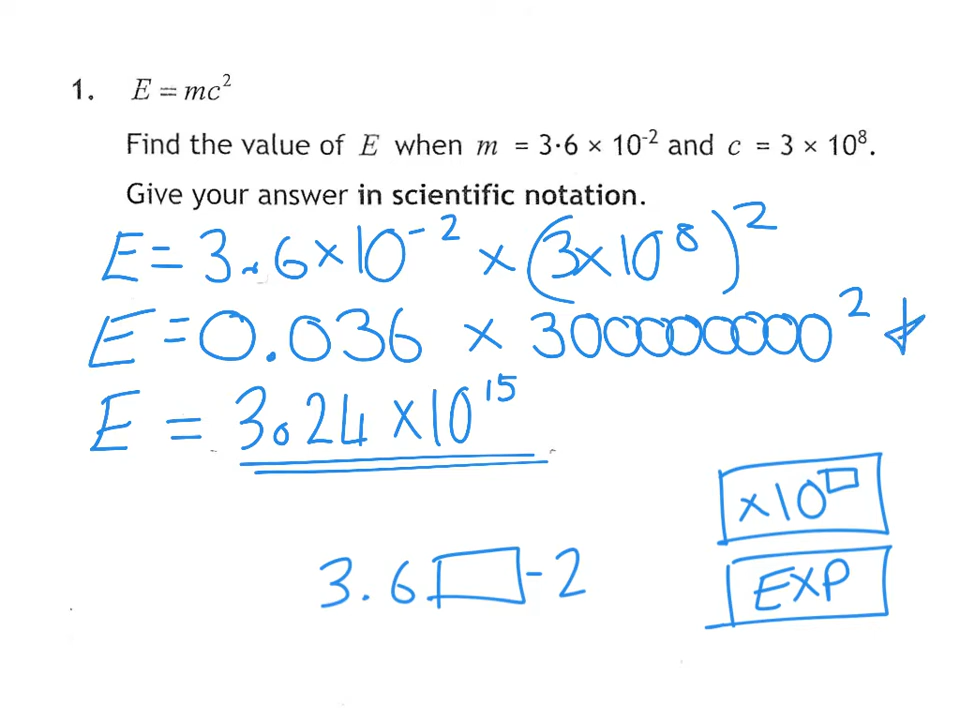 1. E = mc²
Find the value of E when m = 3·6 × 10⁻² and c = 3 × 10⁸.
Give your answer in scientific notation.
E = 3.6 × 10⁻² × (3 × 10⁸)²
E = 0.036 × 300000000²
E = 3.24 × 10¹⁵
×10□
3.6 □ -2
EXP